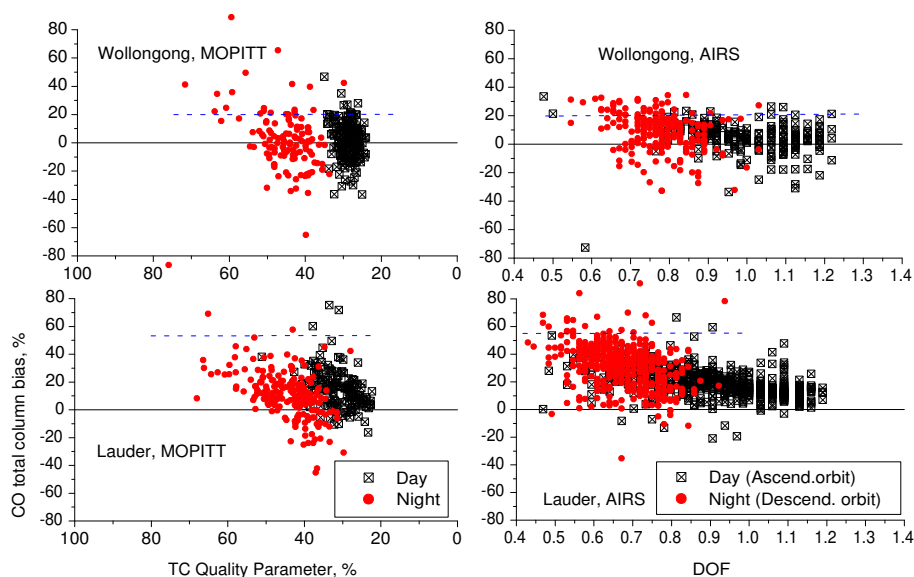 Wollongong, MOPITT
80
60
40
20
0
-20
-40
-60
-80
100 80 60 40 20 0
Wollongong, AIRS
80
60
40
20
0
-20
-40
-60
-80
0.4 0.5 0.6 0.7 0.8 0.9 1.0 1.1 1.2 1.3 1.4
CO total column bias, %
80
60
40
20
0
-20
-40
-60
-80
Lauder, MOPITT
Day
Night
100 80 60 40 20 0
TC Quality Parameter, %
80
60
40
20
0
-20
-40
-60
-80
Day (Ascend.orbit)
Night (Descend. orbit)
Lauder, AIRS
0.4 0.5 0.6 0.7 0.8 0.9 1.0 1.1 1.2 1.3 1.4
DOF